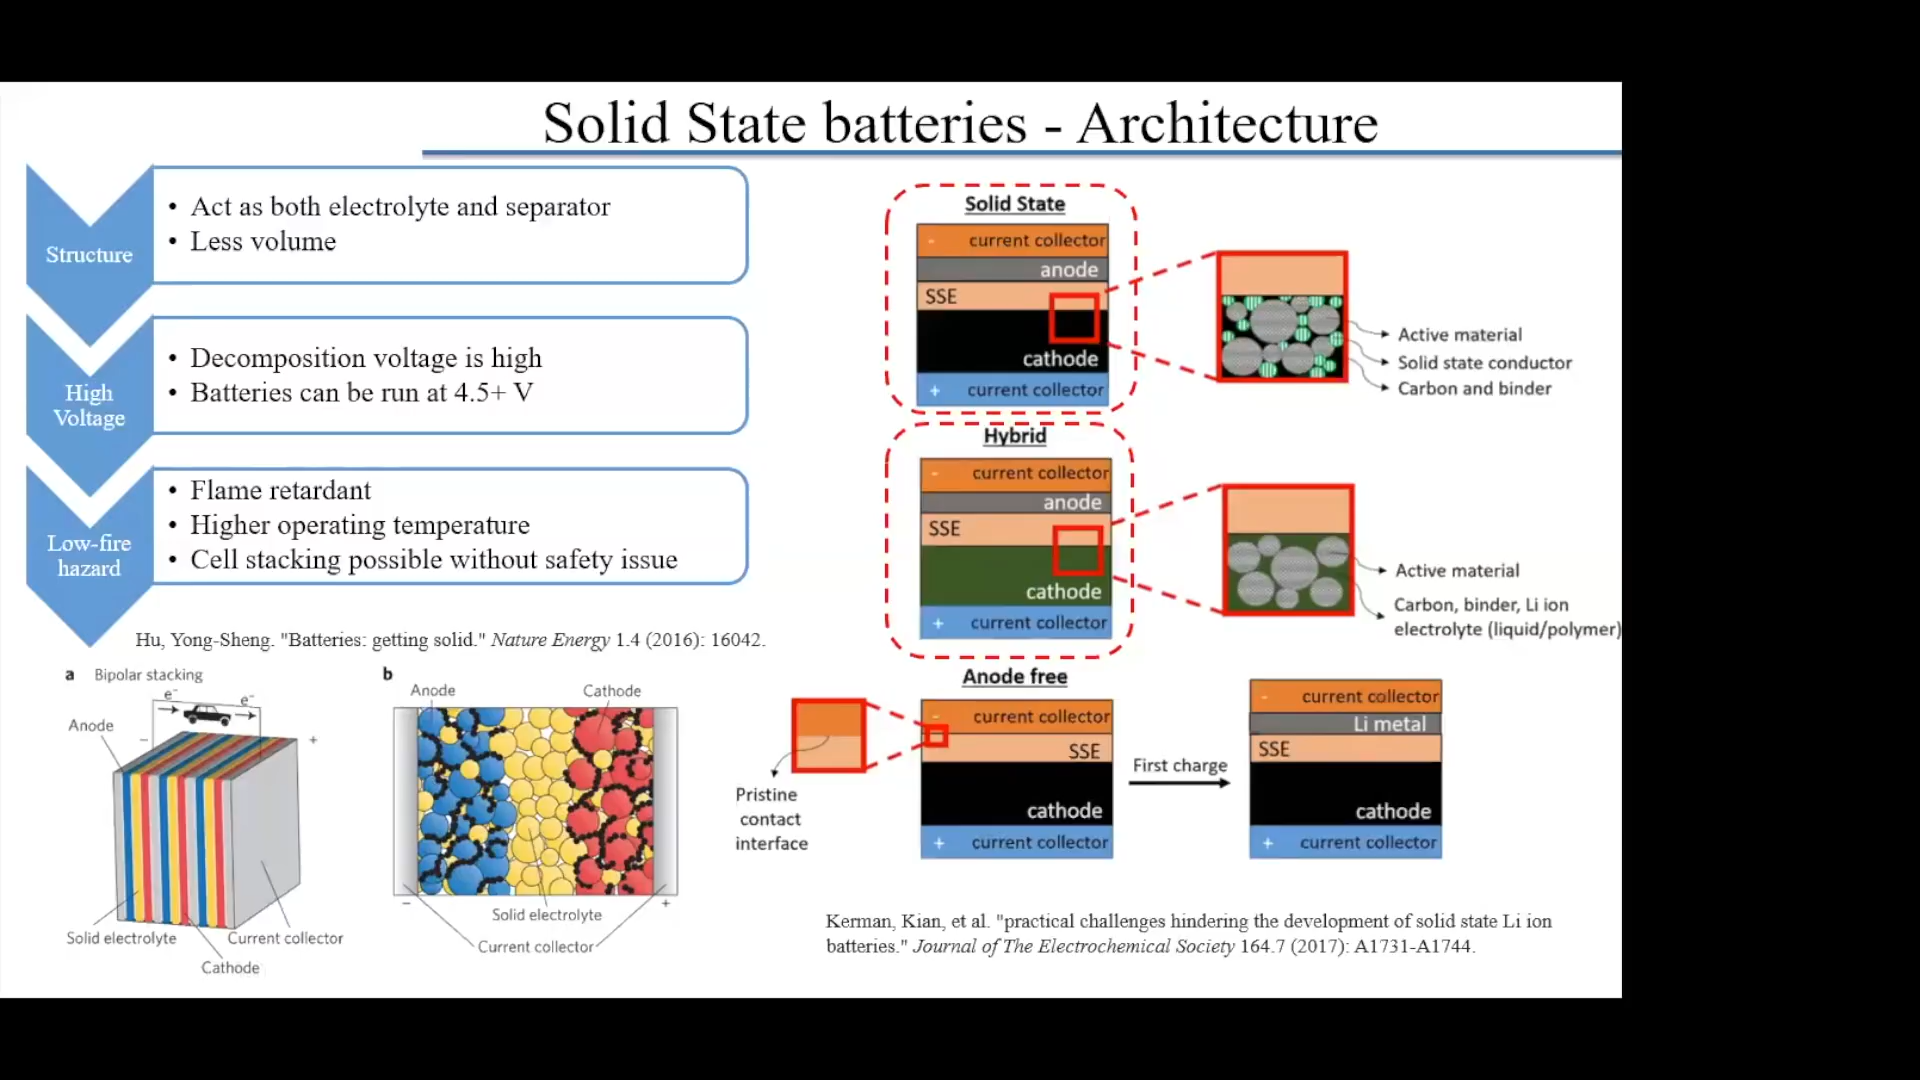 Solid State batteries - Architecture
Structure
• Act as both electrolyte and separator
• Less volume
High
Voltage
• Decomposition voltage is high
• Batteries can be run at 4.5+ V
Low-fire
hazard
• Flame retardant
• Higher operating temperature
• Cell stacking possible without safety issue
Hu, Yong-Sheng. "Batteries: getting solid." Nature Energy 1.4 (2016): 16042.
a Bipolar stacking
e⁻
e⁻
Anode
−
+
Solid electrolyte
Current collector
Cathode
b
Anode
Cathode
−
+
Solid electrolyte
Current collector
Solid State
- current collector
anode
SSE
cathode
+ current collector
Active material
Solid state conductor
Carbon and binder
Hybrid
- current collector
anode
SSE
cathode
+ current collector
Active material
Carbon, binder, Li ion
electrolyte (liquid/polymer)
Anode free
- current collector
SSE
cathode
+ current collector
Pristine
contact
interface
First charge
- current collector
Li metal
SSE
cathode
+ current collector
Kerman, Kian, et al. "practical challenges hindering the development of solid state Li ion
batteries." Journal of The Electrochemical Society 164.7 (2017): A1731-A1744.